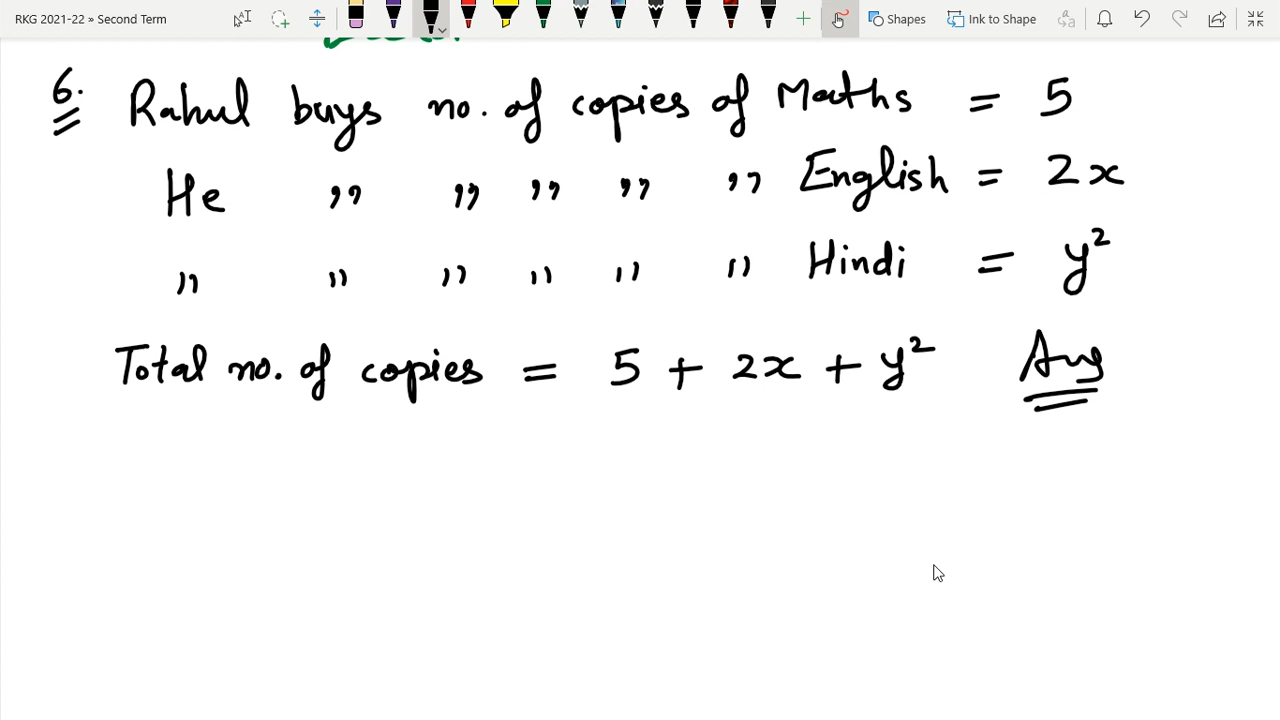 RKG 2021-22 » Second Term
Shapes
Ink to Shape
6. Rahul buys no. of copies of Maths = 5
He ,, ,, ,, ,, ,, English = 2x
,, ,, ,, ,, ,, ,, Hindi = y²
Total no. of copies = 5 + 2x + y² Ans